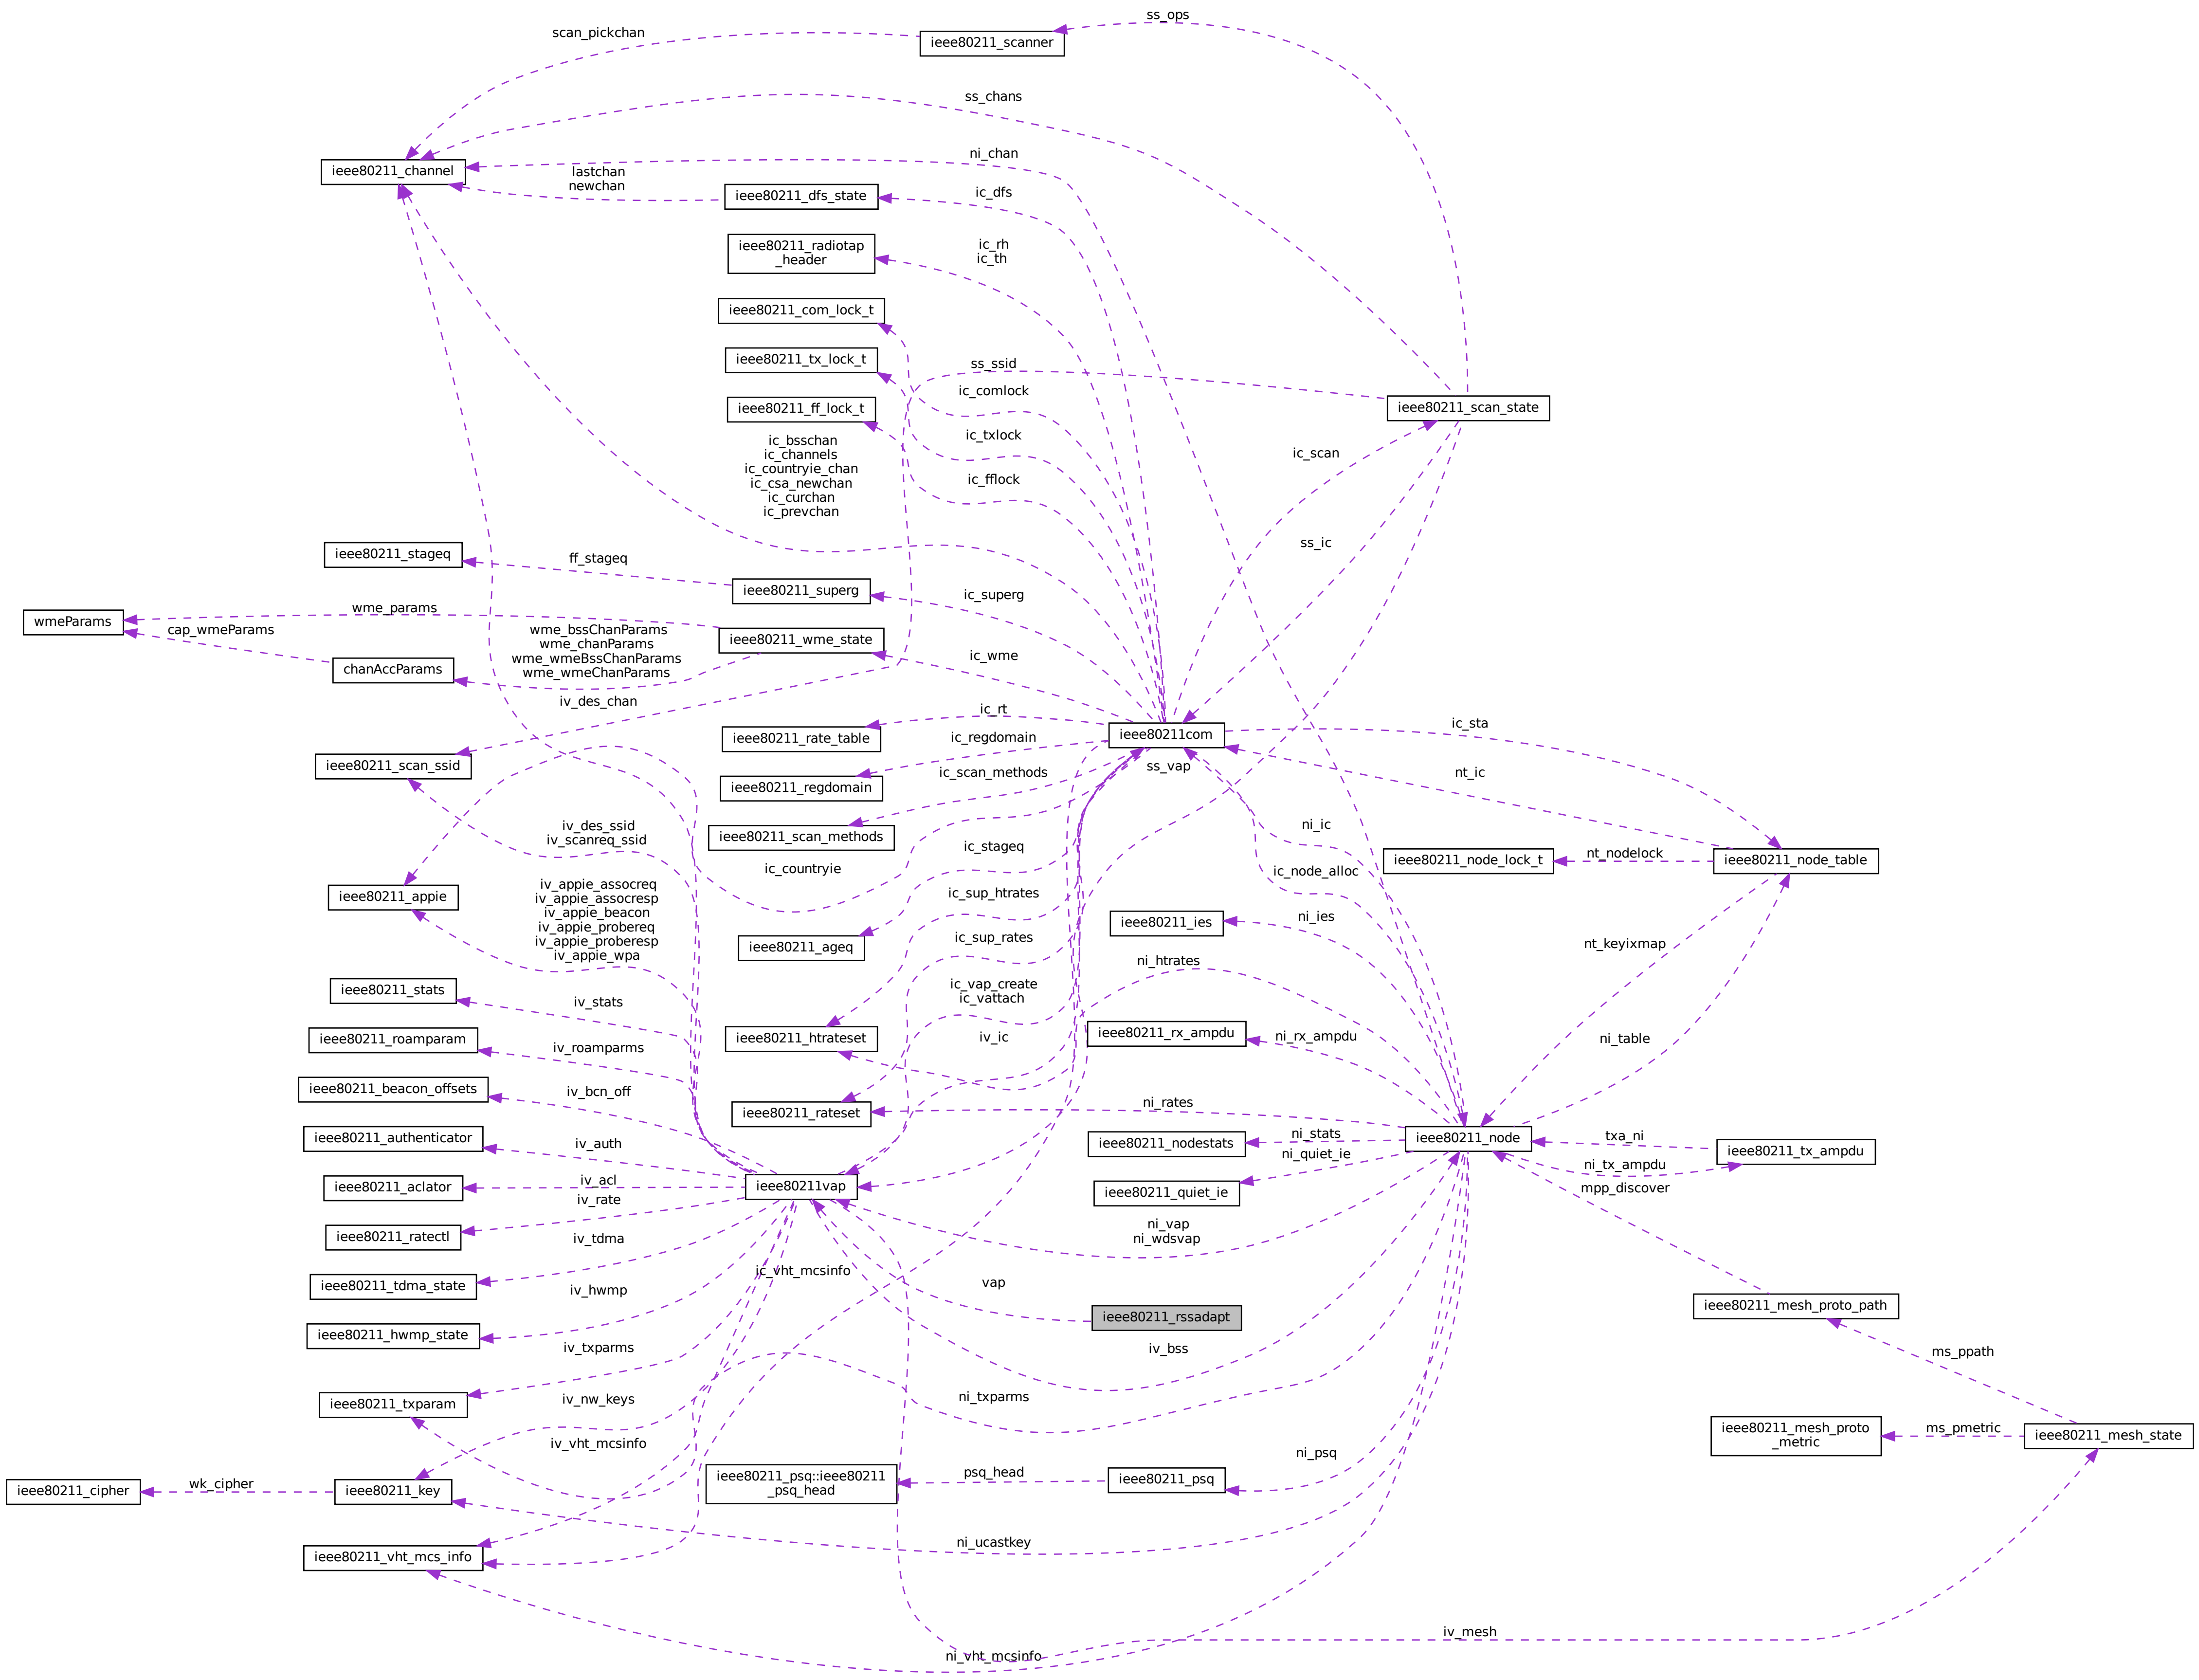 ss_ops
scan_pickchan
ieee80211_scanner
ss_chans
ni_chan
ieee80211_channel
lastchan
newchan
ieee80211_dfs_state
ic_dfs
ieee80211_radiotap
_header
ic_rh
ic_th
ieee80211_com_lock_t
ieee80211_tx_lock_t
ss_ssid
ic_comlock
ieee80211_ff_lock_t
ieee80211_scan_state
ic_bsschan
ic_channels
ic_countryie_chan
ic_csa_newchan
ic_curchan
ic_prevchan
ic_txlock
ic_fflock
ic_scan
ss_ic
ieee80211_stageq
ff_stageq
ieee80211_superg
ic_superg
wmeParams
wme_params
cap_wmeParams
chanAccParams
wme_bssChanParams
wme_chanParams
wme_wmeBssChanParams
wme_wmeChanParams
ieee80211_wme_state
ic_wme
iv_des_chan
ic_rt
ieee80211_rate_table
ieee80211com
ic_sta
ic_regdomain
ieee80211_scan_ssid
ieee80211_regdomain
ic_scan_methods
ss_vap
nt_ic
iv_des_ssid
iv_scanreq_ssid
ieee80211_scan_methods
ni_ic
ic_stageq
ieee80211_node_lock_t
nt_nodelock
ieee80211_node_table
ic_countryie
ic_node_alloc
ieee80211_appie
iv_appie_assocreq
iv_appie_assocresp
iv_appie_beacon
iv_appie_probereq
iv_appie_proberesp
iv_appie_wpa
ic_sup_htrates
ieee80211_ies
ni_ies
ieee80211_ageq
ic_sup_rates
nt_keyixmap
ni_htrates
ieee80211_stats
iv_stats
ic_vap_create
ic_vattach
ieee80211_roamparam
iv_roamparms
ieee80211_htrateset
iv_ic
ieee80211_rx_ampdu
ni_rx_ampdu
ni_table
ieee80211_beacon_offsets
iv_bcn_off
ieee80211_rateset
ni_rates
ieee80211_authenticator
iv_auth
ieee80211_nodestats
ni_stats
ieee80211_node
txa_ni
ieee80211_tx_ampdu
ni_quiet_ie
ni_tx_ampdu
ieee80211_aclator
iv_acl
ieee80211vap
ieee80211_quiet_ie
mpp_discover
iv_rate
ieee80211_ratectl
iv_tdma
ni_vap
ni_wdsvap
ieee80211_tdma_state
ic_vht_mcsinfo
iv_hwmp
vap
ieee80211_rssadapt
ieee80211_mesh_proto_path
ieee80211_hwmp_state
iv_txparms
iv_bss
ms_ppath
ieee80211_txparam
iv_nw_keys
ni_txparms
ieee80211_mesh_proto
_metric
ms_pmetric
ieee80211_mesh_state
iv_vht_mcsinfo
ni_psq
ieee80211_cipher
wk_cipher
ieee80211_key
ieee80211_psq::ieee80211
_psq_head
psq_head
ieee80211_psq
ni_ucastkey
ieee80211_vht_mcs_info
iv_mesh
ni_vht_mcsinfo